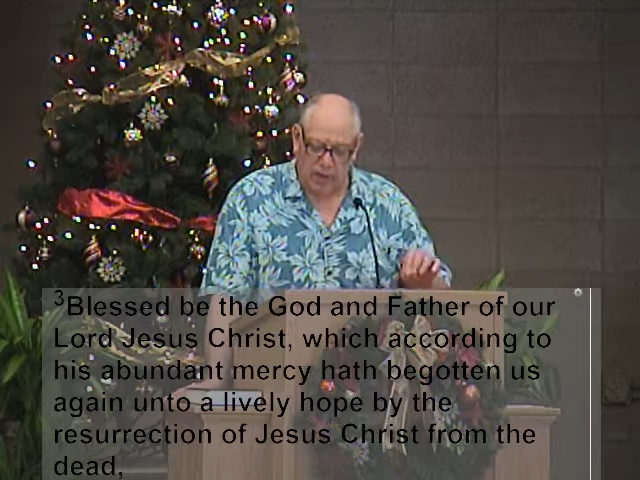 ³Blessed be the God and Father of our
Lord Jesus Christ, which according to
his abundant mercy hath begotten us
again unto a lively hope by the
resurrection of Jesus Christ from the
dead,